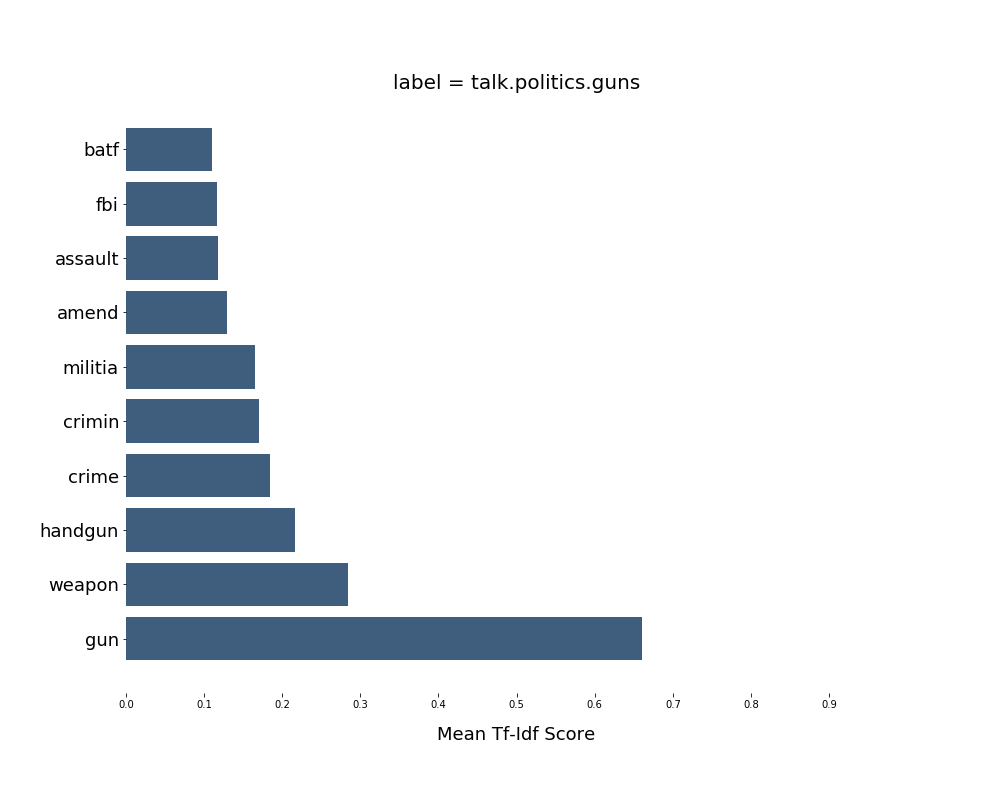 label = talk.politics.guns
batf
fbi
assault
amend
militia
crimin
crime
handgun
weapon
gun
0.0 0.1 0.2 0.3 0.4 0.5 0.6 0.7 0.8 0.9
Mean Tf-Idf Score